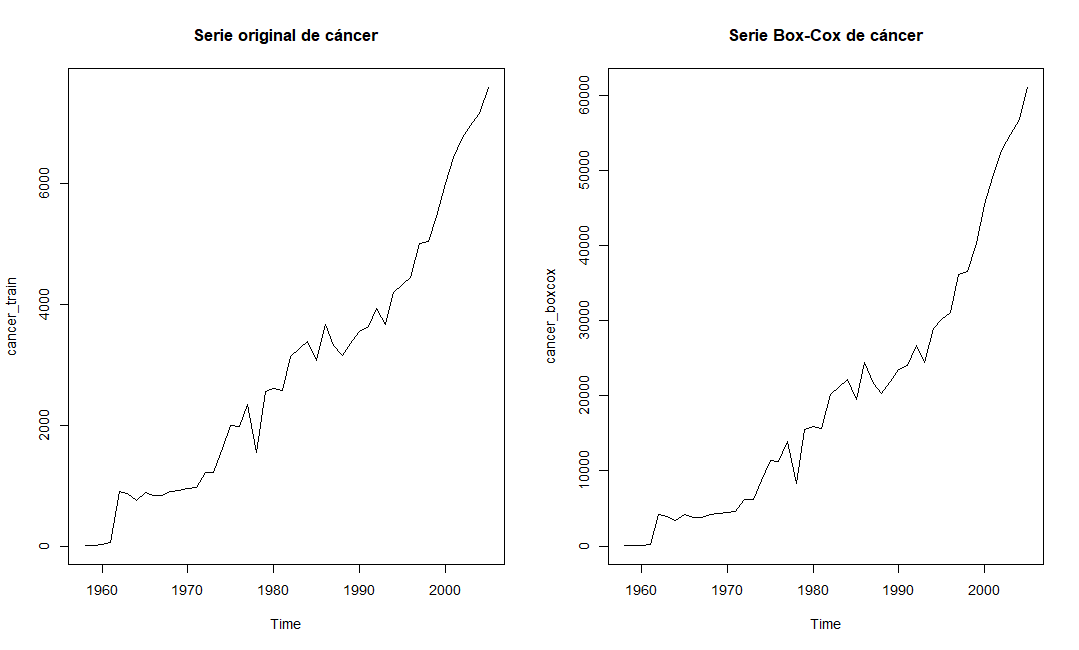 Serie original de cáncer
cancer_train
0
2000
4000
6000
1960 1970 1980 1990 2000
Time
Serie Box-Cox de cáncer
cancer_boxcox
0
10000
20000
30000
40000
50000
60000
1960 1970 1980 1990 2000
Time